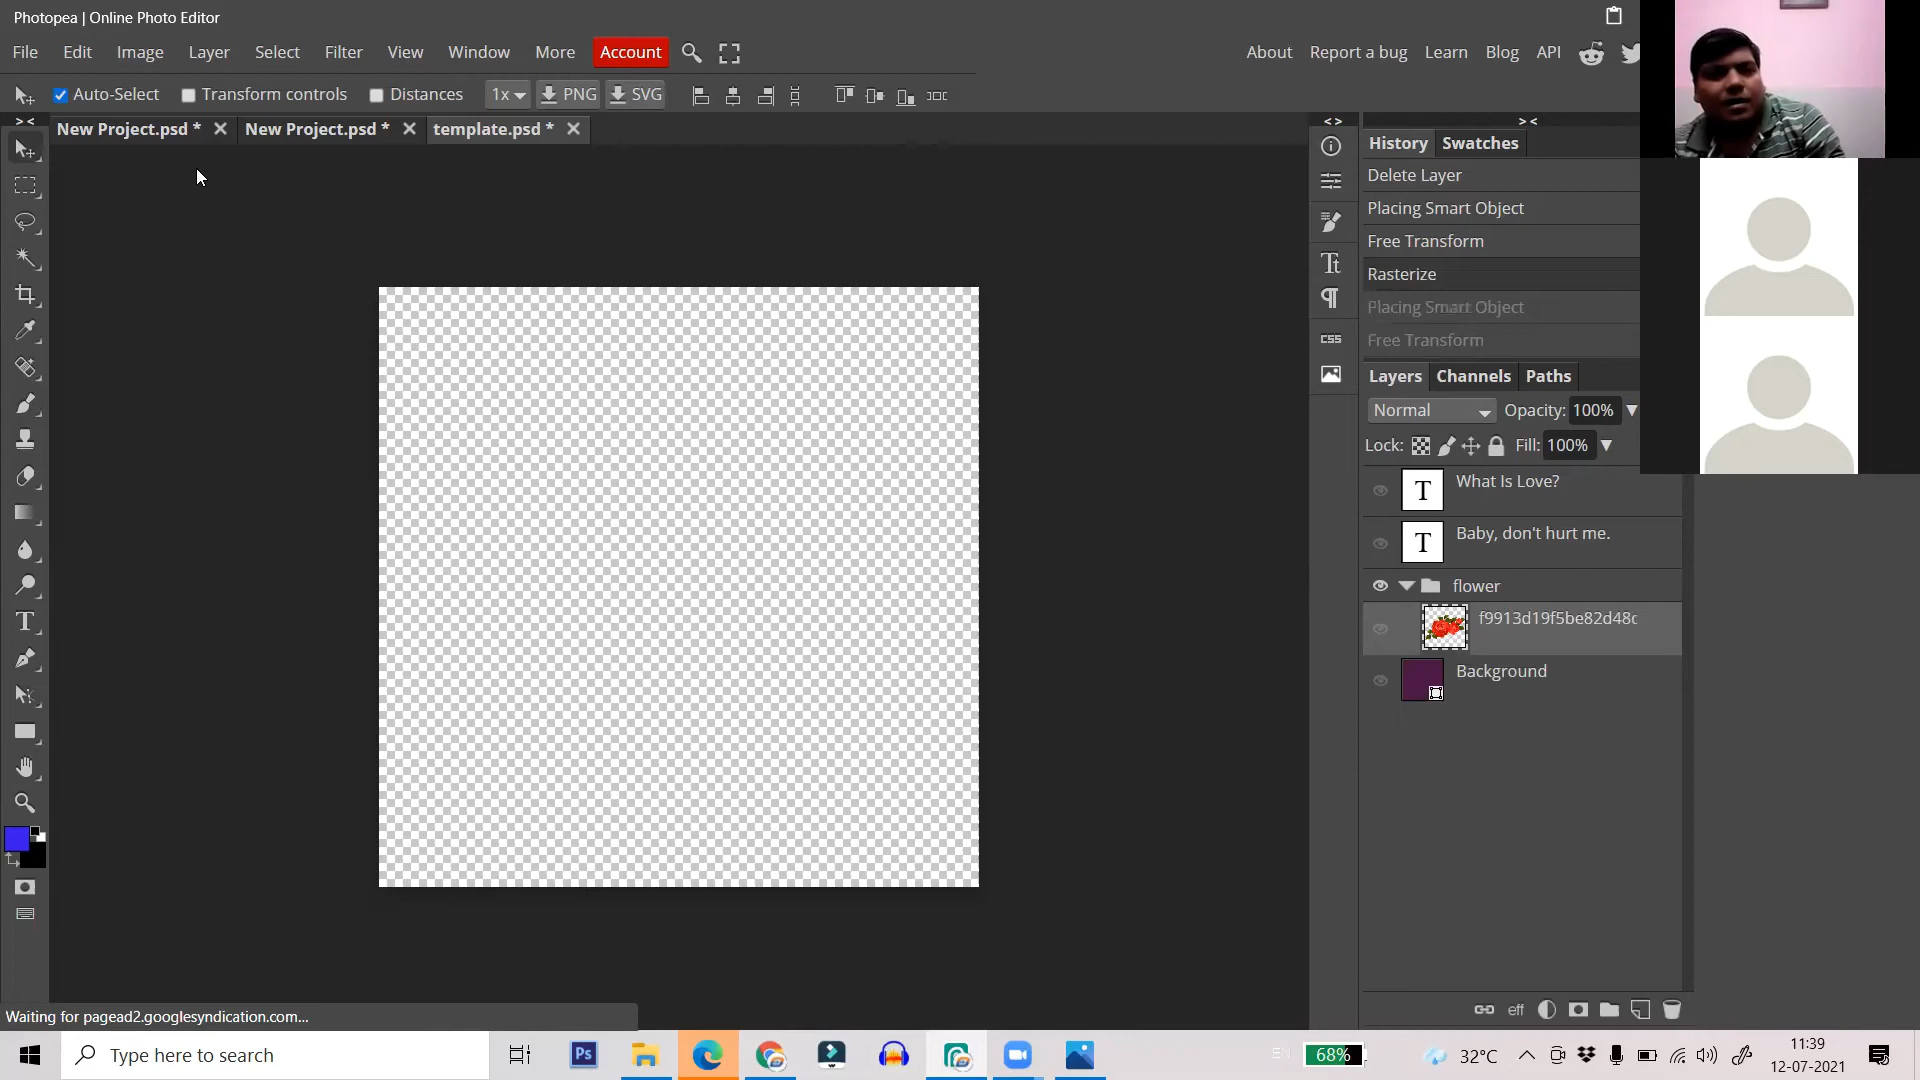 Photopea | Online Photo Editor
File Edit Image Layer Select Filter View Window More Account
About Report a bug Learn Blog API
Auto-Select Transform controls Distances 1x PNG SVG
New Project.psd * New Project.psd * template.psd *
History Swatches
Delete Layer
Placing Smart Object
Free Transform
Rasterize
Placing Smart Object
Free Transform
CSS
Layers Channels Paths
Normal Opacity: 100%
Lock: Fill: 100%
T What Is Love?
T Baby, don't hurt me.
flower
f9913d19f5be82d48c
Background
eff
Waiting for pagead2.googlesyndication.com...
Type here to search
Ps
EN
68%
32°C
11:39
12-07-2021